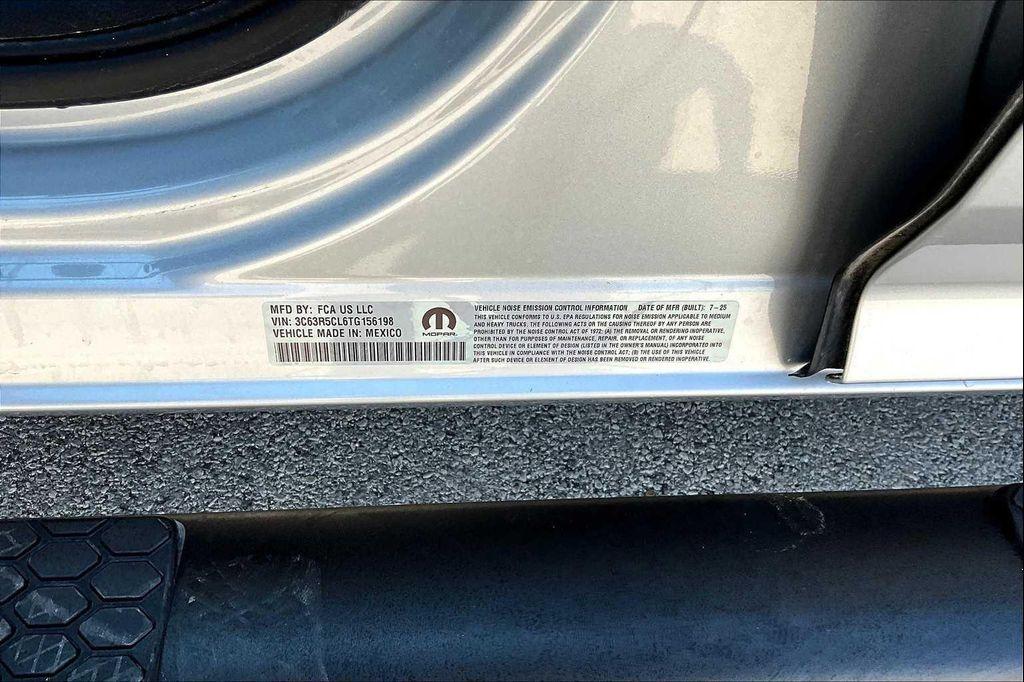 MFD BY: FCA US LLC
VIN: 3C63R5CL6TG156198
VEHICLE MADE IN: MEXICO
MOPAR
VEHICLE NOISE EMISSION CONTROL INFORMATION DATE OF MFR (BUILT): 7-25
THIS VEHICLE CONFORMS TO U.S. EPA REGULATIONS FOR NOISE EMISSION APPLICABLE TO MEDIUM
AND HEAVY TRUCKS. THE FOLLOWING ACTS OR THE CAUSING THEREOF BY ANY PERSON ARE
PROHIBITED BY THE NOISE CONTROL ACT OF 1972: (A) THE REMOVAL OR RENDERING INOPERATIVE,
OTHER THAN FOR PURPOSES OF MAINTENANCE, REPAIR, OR REPLACEMENT, OF ANY NOISE
CONTROL DEVICE OR ELEMENT OF DESIGN (LISTED IN THE OWNER'S MANUAL) INCORPORATED INTO
THIS VEHICLE IN COMPLIANCE WITH THE NOISE CONTROL ACT; (B) THE USE OF THIS VEHICLE
AFTER SUCH DEVICE OR ELEMENT OF DESIGN HAS BEEN REMOVED OR RENDERED INOPERATIVE.